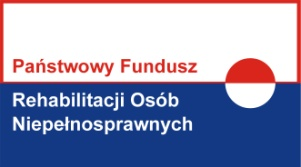 Państwowy Fundusz
Rehabilitacji Osób
Niepełnosprawnych